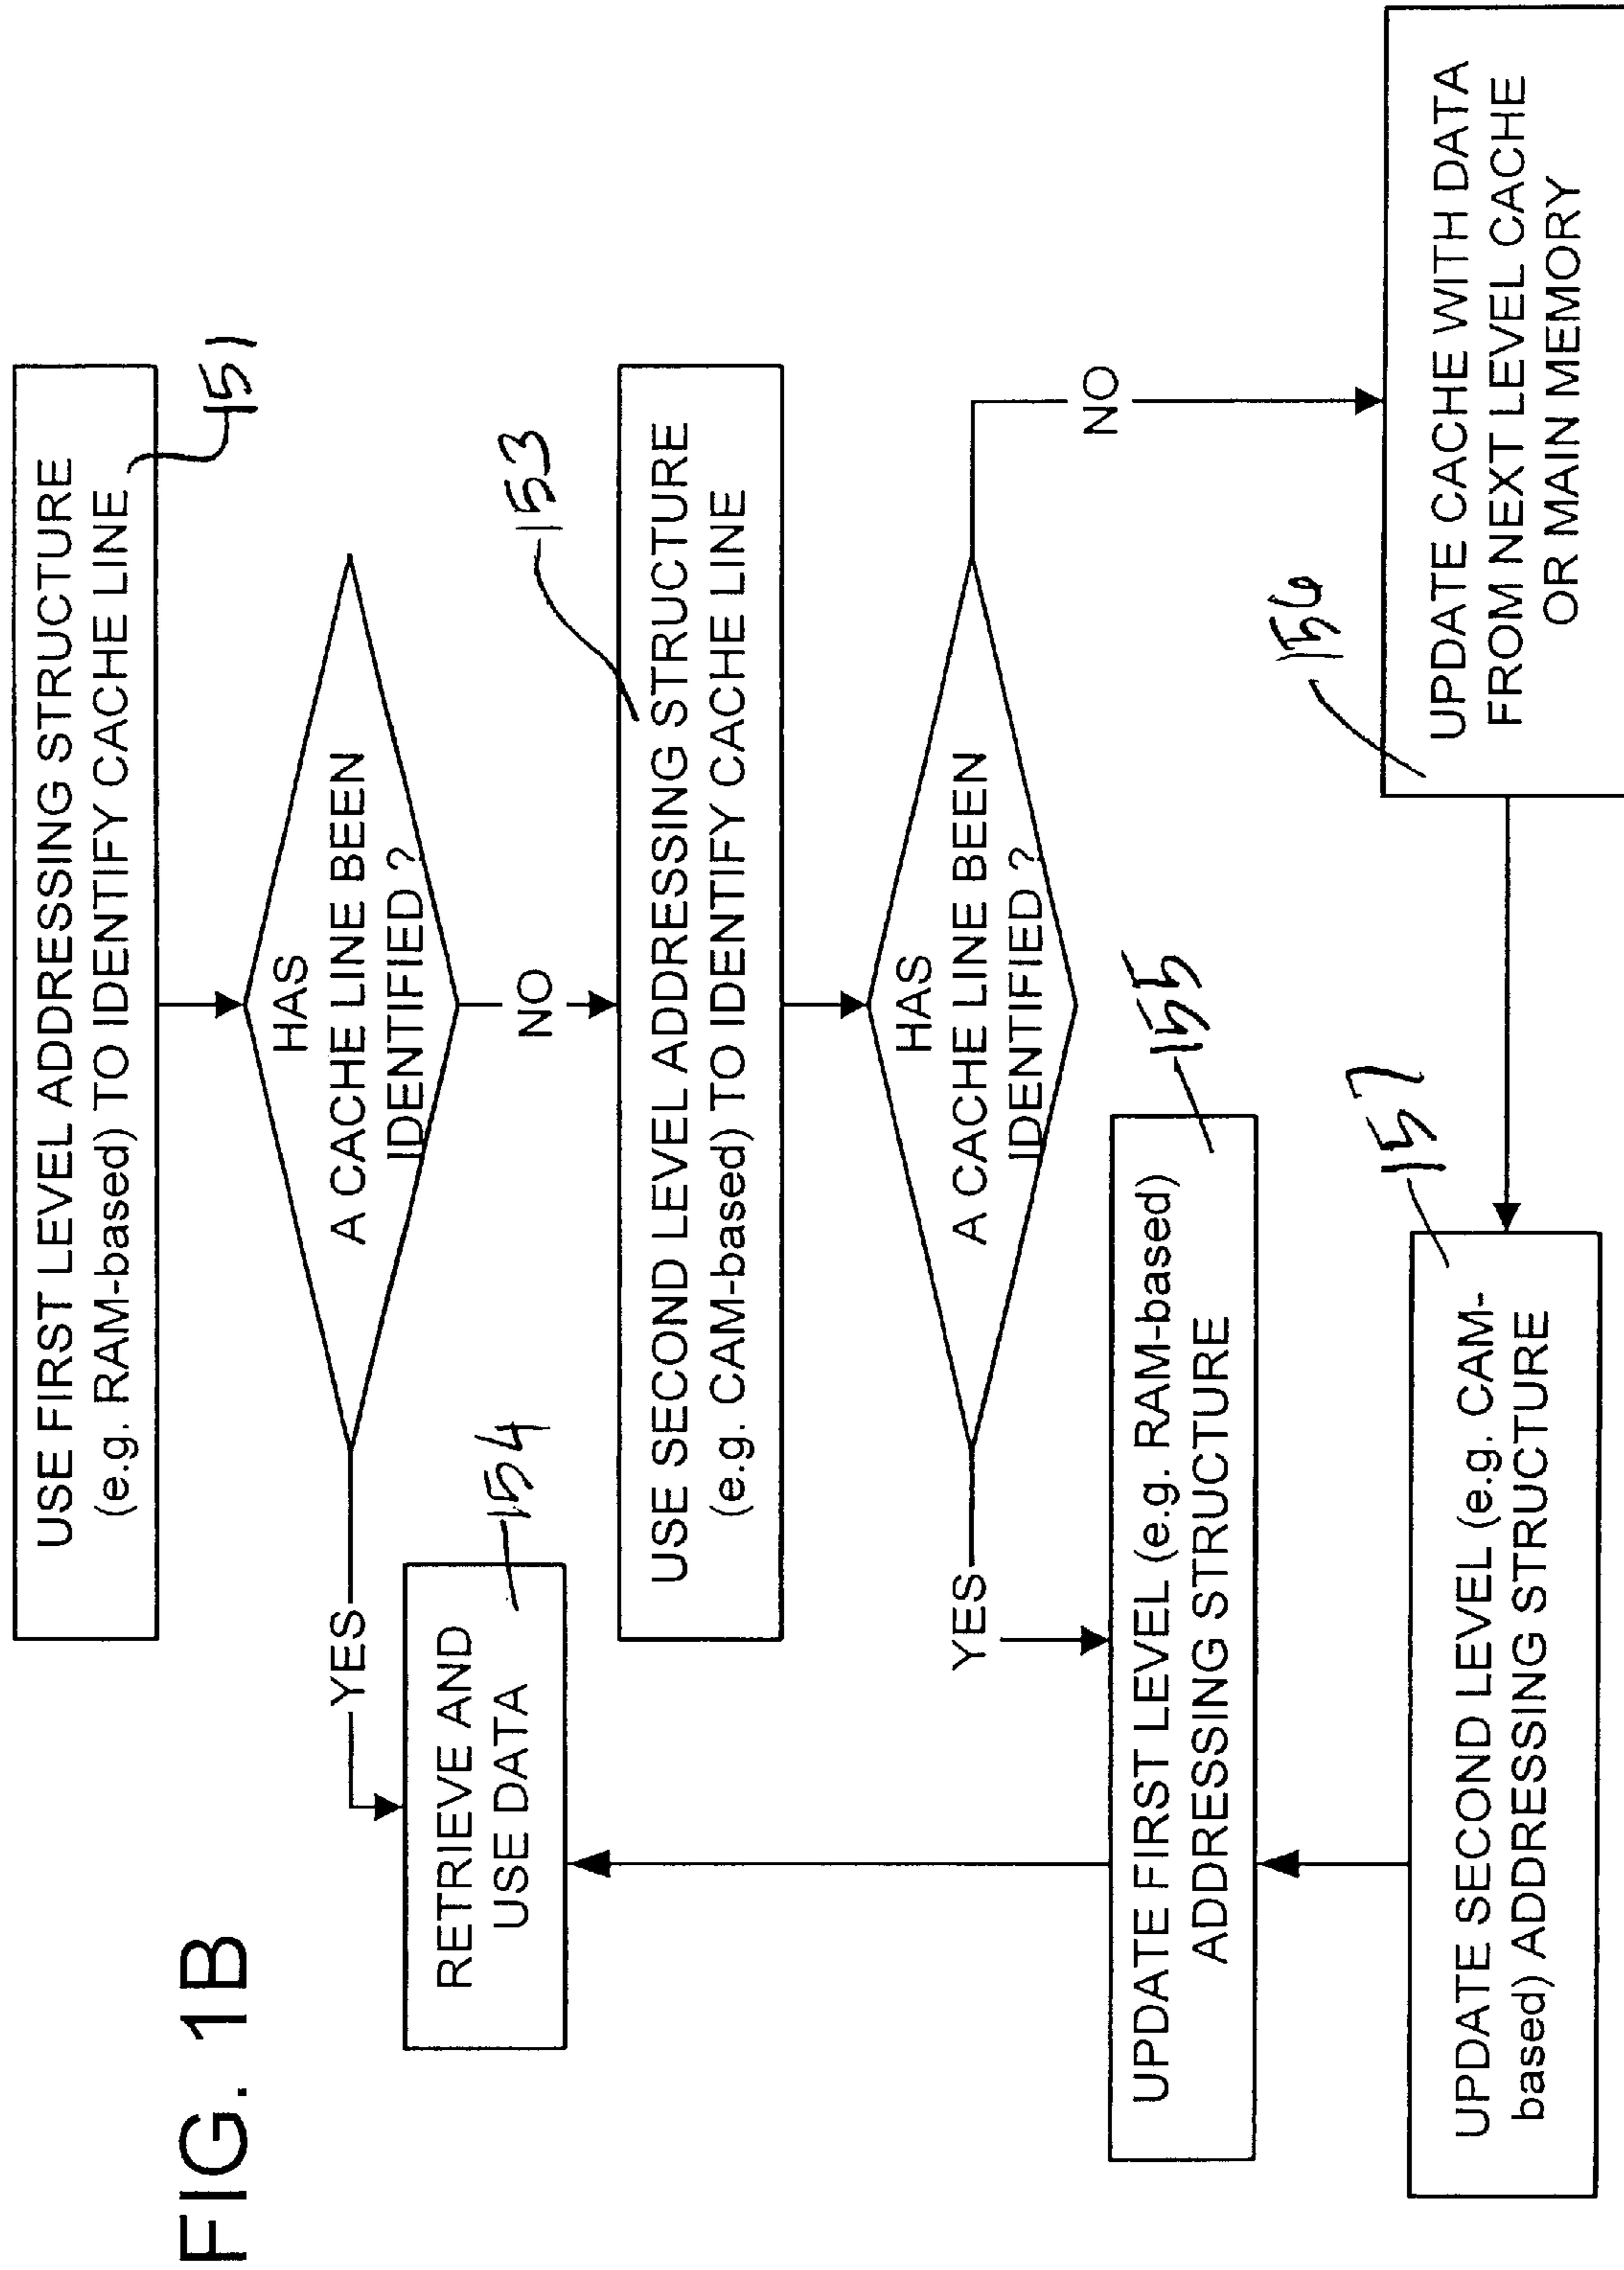 FIG. 1B
USE FIRST LEVEL ADDRESSING STRUCTURE
(e.g. RAM-based) TO IDENTIFY CACHE LINE
151
HAS
A CACHE LINE BEEN
IDENTIFIED ?
YES
NO
RETRIEVE AND
USE DATA
154
153
USE SECOND LEVEL ADDRESSING STRUCTURE
(e.g. CAM-based) TO IDENTIFY CACHE LINE
HAS
A CACHE LINE BEEN
IDENTIFIED ?
YES
NO
UPDATE FIRST LEVEL (e.g. RAM-based)
ADDRESSING STRUCTURE
155
156
UPDATE CACHE WITH DATA
FROM NEXT LEVEL CACHE
OR MAIN MEMORY
157
UPDATE SECOND LEVEL (e.g. CAM-
based) ADDRESSING STRUCTURE